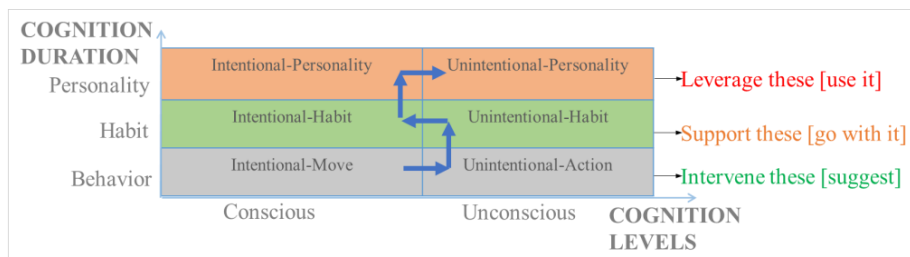 COGNITION
DURATION
Personality
Intentional-Personality
Unintentional-Personality
Leverage these [use it]
Habit
Intentional-Habit
Unintentional-Habit
Support these [go with it]
Behavior
Intentional-Move
Unintentional-Action
Intervene these [suggest]
Conscious
Unconscious
COGNITION
LEVELS